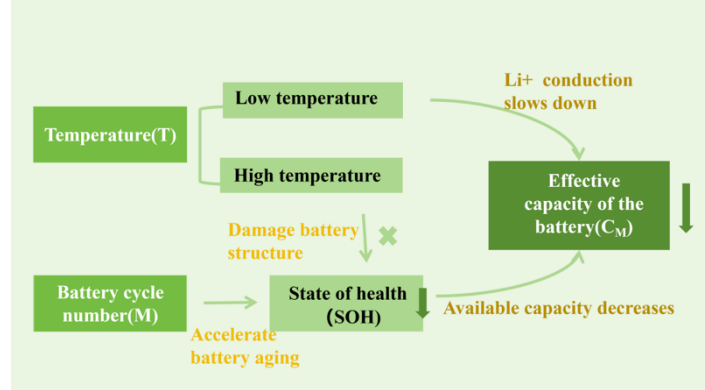 Low temperature
Li+ conduction
slows down
Temperature(T)
High temperature
Effective
capacity of the
battery(C_M)
Damage battery
structure
Battery cycle
number(M)
State of health
(SOH)
Available capacity decreases
Accelerate
battery aging